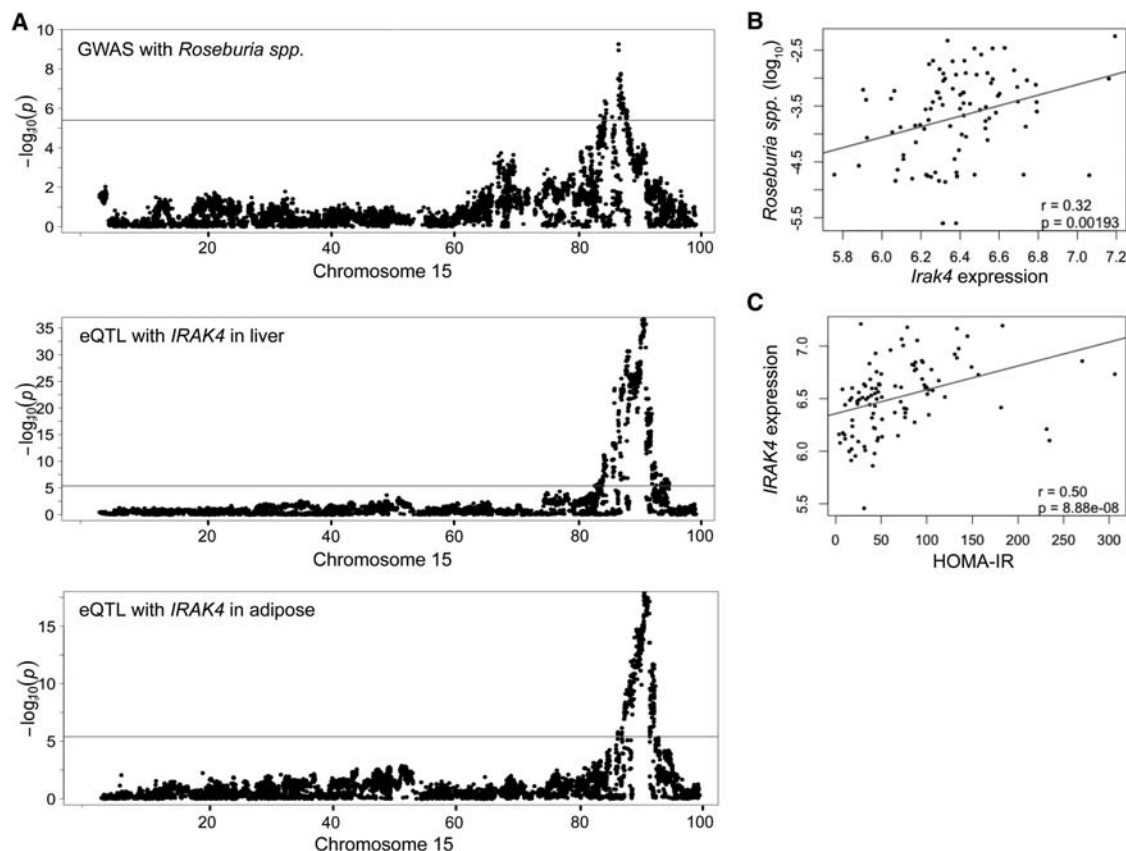 A
GWAS with Roseburia spp.
−log10(p)
10
8
6
4
2
0
20 40 60 80 100
Chromosome 15
eQTL with IRAK4 in liver
−log10(p)
35
30
25
20
15
10
5
0
20 40 60 80 100
Chromosome 15
eQTL with IRAK4 in adipose
−log10(p)
15
10
5
0
20 40 60 80 100
Chromosome 15
B
Roseburia spp. (log10)
-2.5
-3.5
-4.5
-5.5
r = 0.32
p = 0.00193
5.8 6.0 6.2 6.4 6.6 6.8 7.0 7.2
Irak4 expression
C
IRAK4 expression
7.0
6.5
6.0
5.5
r = 0.50
p = 8.88e-08
0 50 100 150 200 250 300
HOMA-IR